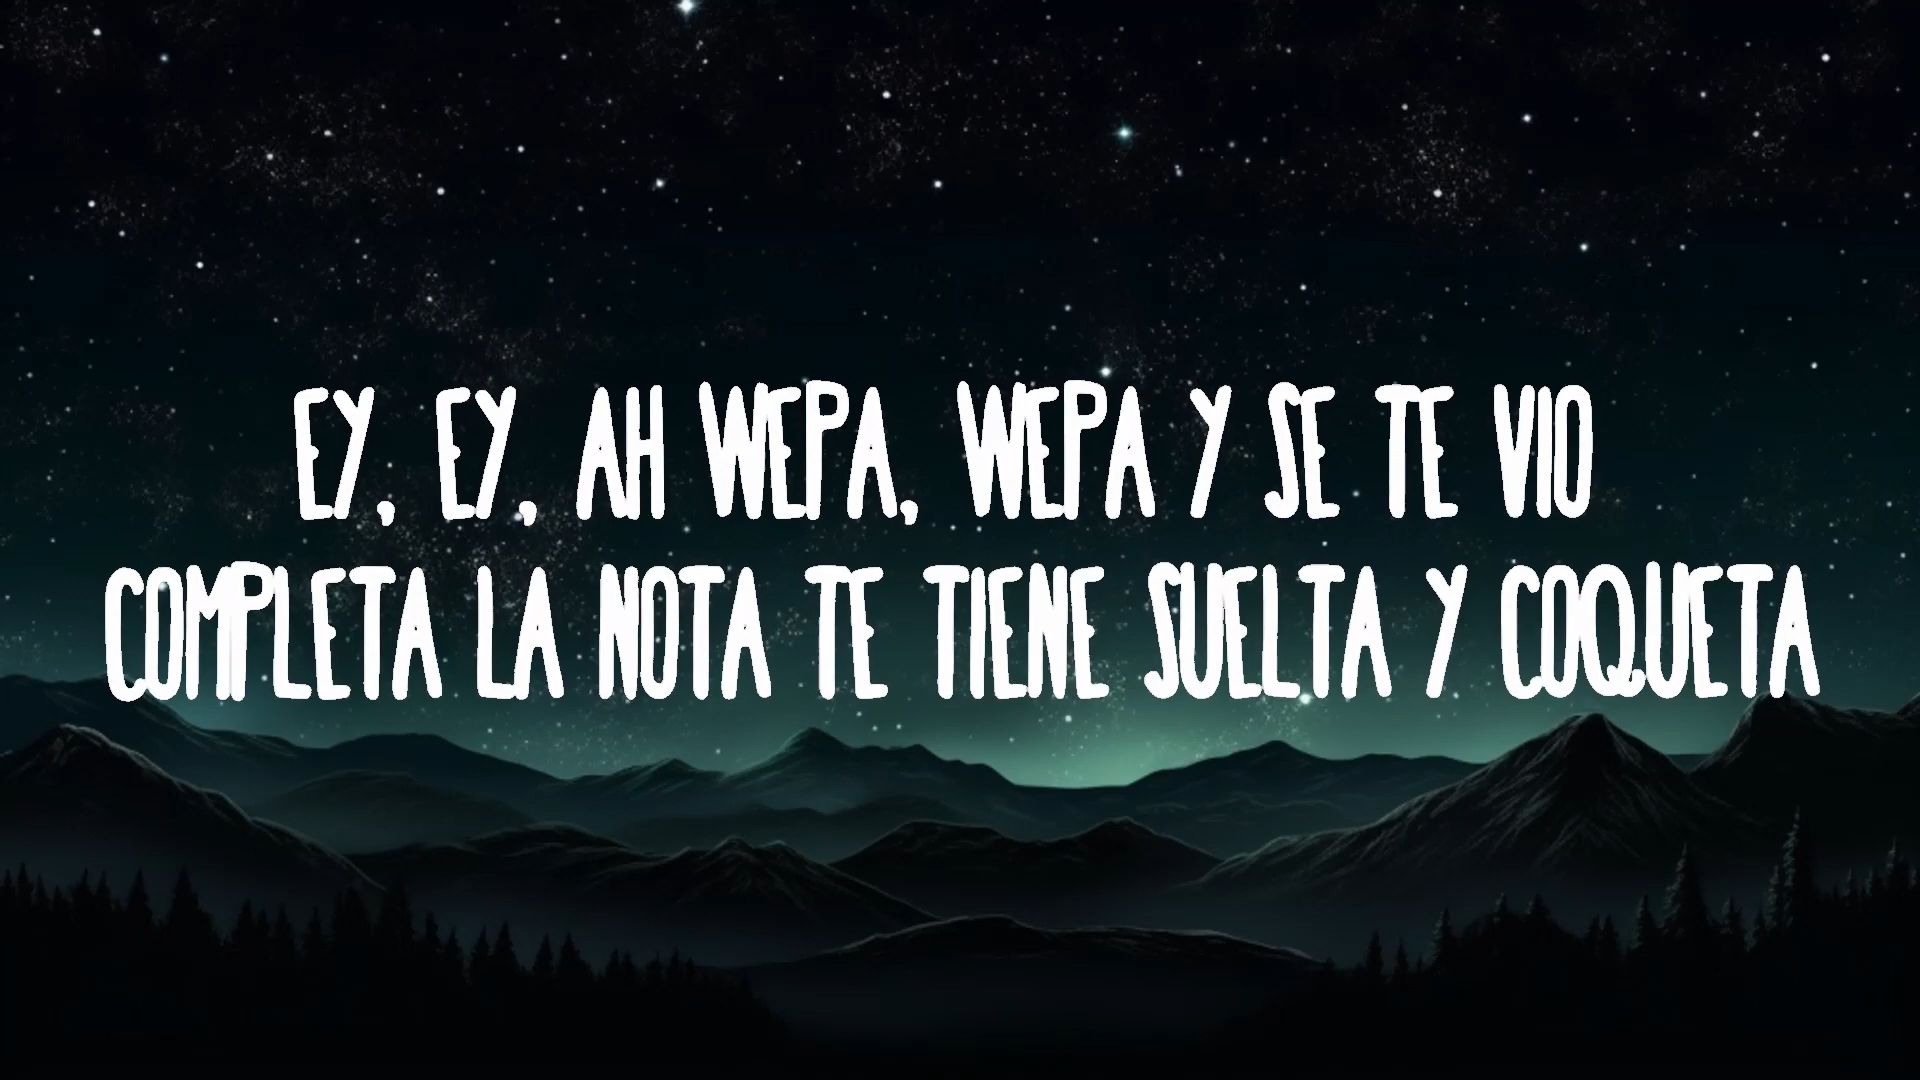 EY, EY, AH WEPA, WEPA Y SE TE VIO
COMPLETA LA NOTA TE TIENE SUELTA Y COQUETA